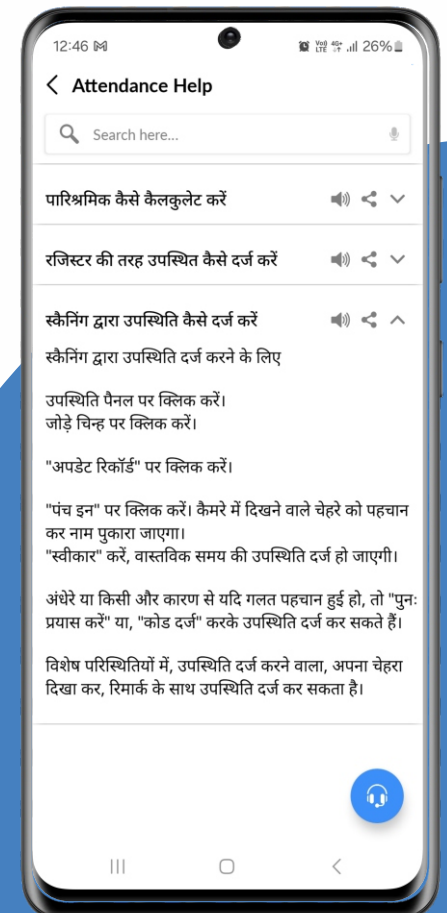 12:46
VoLTE 4G+ 26%
Attendance Help
Search here...
पारिश्रमिक कैसे कैलकुलेट करें
रजिस्टर की तरह उपस्थित कैसे दर्ज करें
स्कैनिंग द्वारा उपस्थिति कैसे दर्ज करें
स्कैनिंग द्वारा उपस्थिति दर्ज करने के लिए
उपस्थिति पैनल पर क्लिक करें।
जोड़े चिन्ह पर क्लिक करें।
"अपडेट रिकॉर्ड" पर क्लिक करें।
"पंच इन" पर क्लिक करें। कैमरे में दिखने वाले चेहरे को पहचान
कर नाम पुकारा जाएगा।
"स्वीकार" करें, वास्तविक समय की उपस्थिति दर्ज हो जाएगी।
अंधेरे या किसी और कारण से यदि गलत पहचान हुई हो, तो "पुनः
प्रयास करें" या, "कोड दर्ज" करके उपस्थिति दर्ज कर सकते हैं।
विशेष परिस्थितियों में, उपस्थिति दर्ज करने वाला, अपना चेहरा
दिखा कर, रिमार्क के साथ उपस्थिति दर्ज कर सकता है।